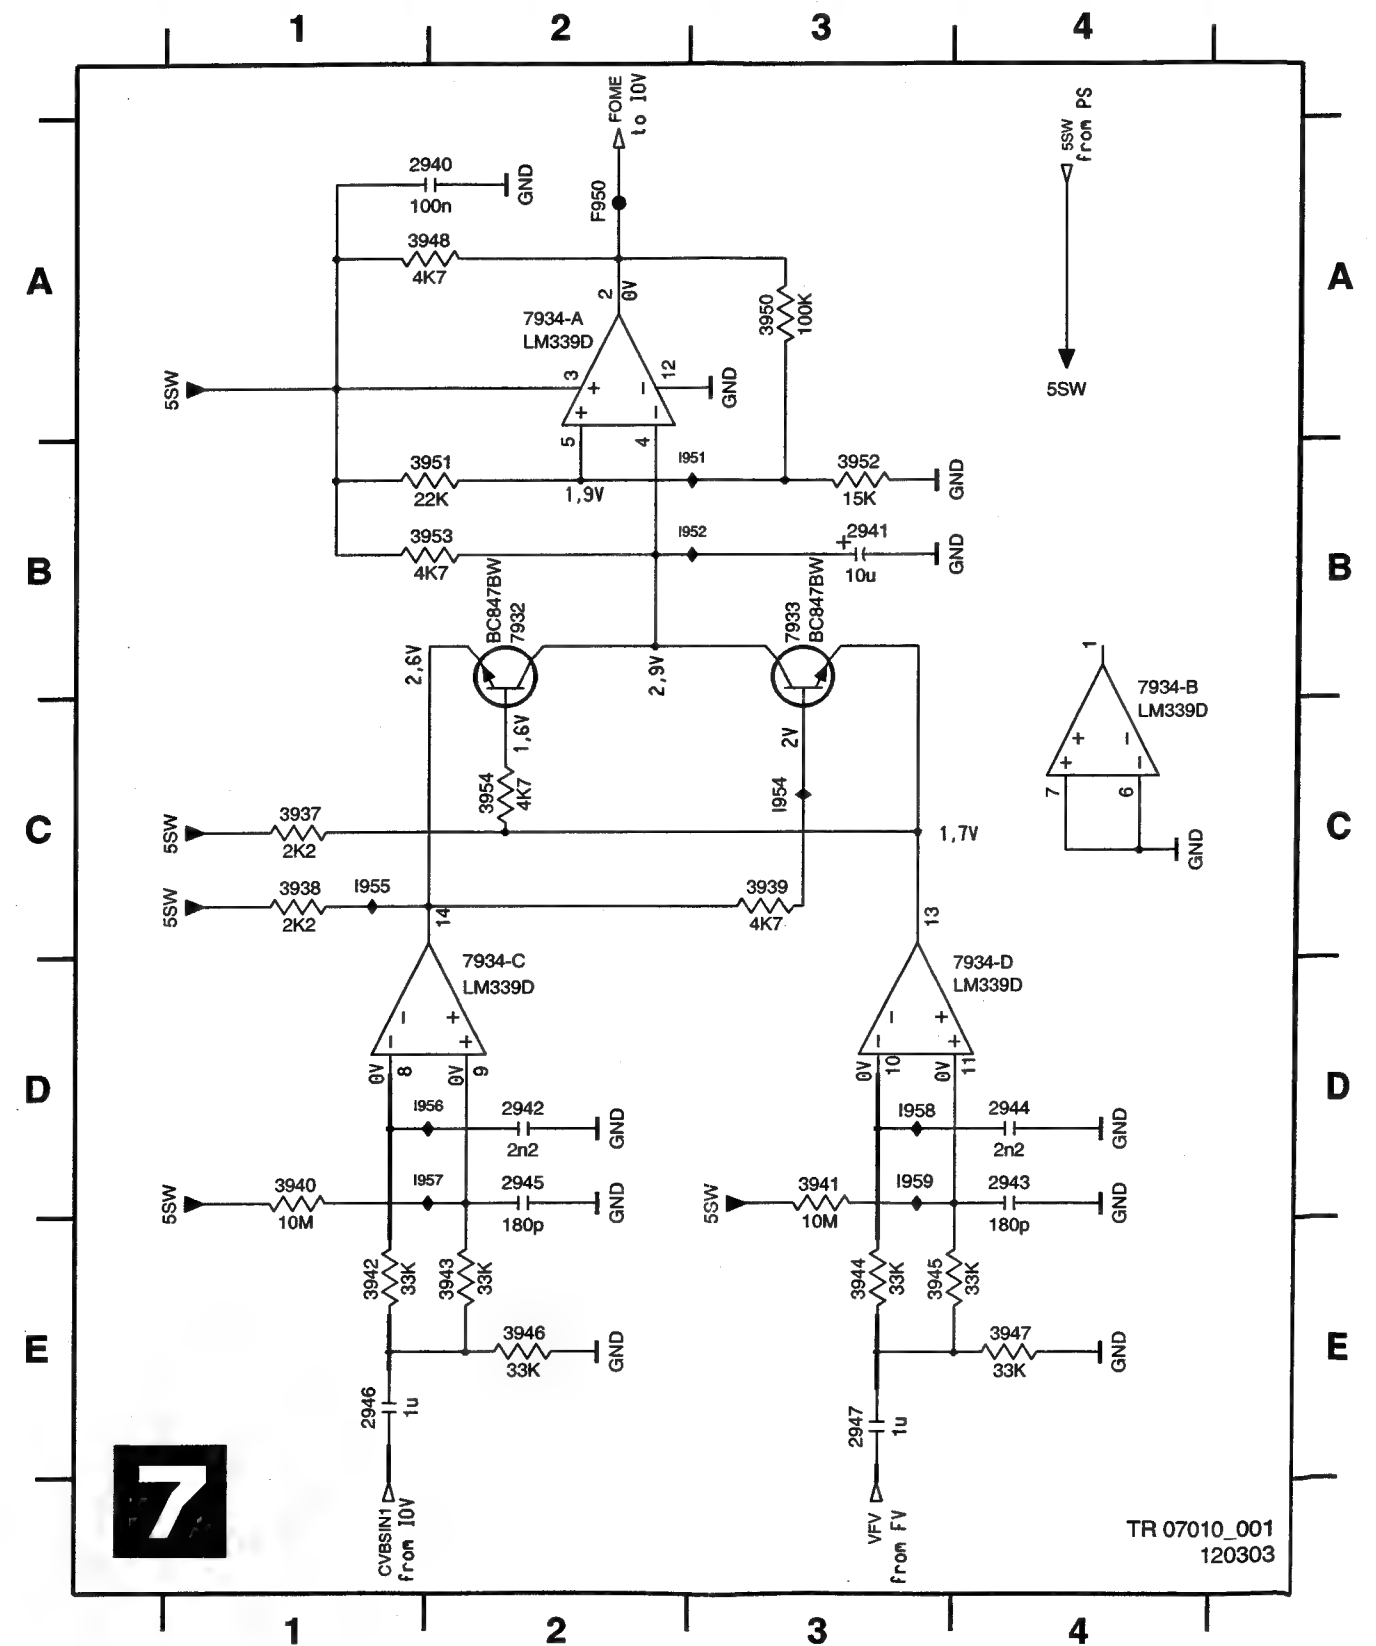 1 2 3 4
FOME
to IOV
5SW
from PS
2940
100n
GND
F950
A
3948
4K7
A
2
0V
3950
100K
7934-A
LM339D
5SW
3
+
−
12
GND
+
−
5SW
5
4
3951
22K
1,9V
I951
3952
15K
GND
3953
4K7
I952
+
2941
10u
GND
B
B
BC847BW
7932
7933
BC847BW
2,6V
2,9V
1
7934-B
LM339D
1,6V
2V
+
−
+
−
3954
4K7
I954
7
6
GND
C
C
5SW
3937
2K2
1,7V
5SW
3938
2K2
I955
14
3939
4K7
13
7934-C
LM339D
7934-D
LM339D
−
+
−
+
−
+
−
+
0V
8
0V
9
0V
10
0V
11
D
D
I956
2942
2n2
GND
I958
2944
2n2
GND
5SW
3940
10M
I957
2945
180p
GND
5SW
3941
10M
I959
2943
180p
GND
3942
33K
3943
33K
3944
33K
3945
33K
E
E
3946
33K
GND
3947
33K
GND
2946
1u
2947
1u
7
CVBSIN1
from IOV
VFV
from FV
TR 07010_001
120303
1 2 3 4